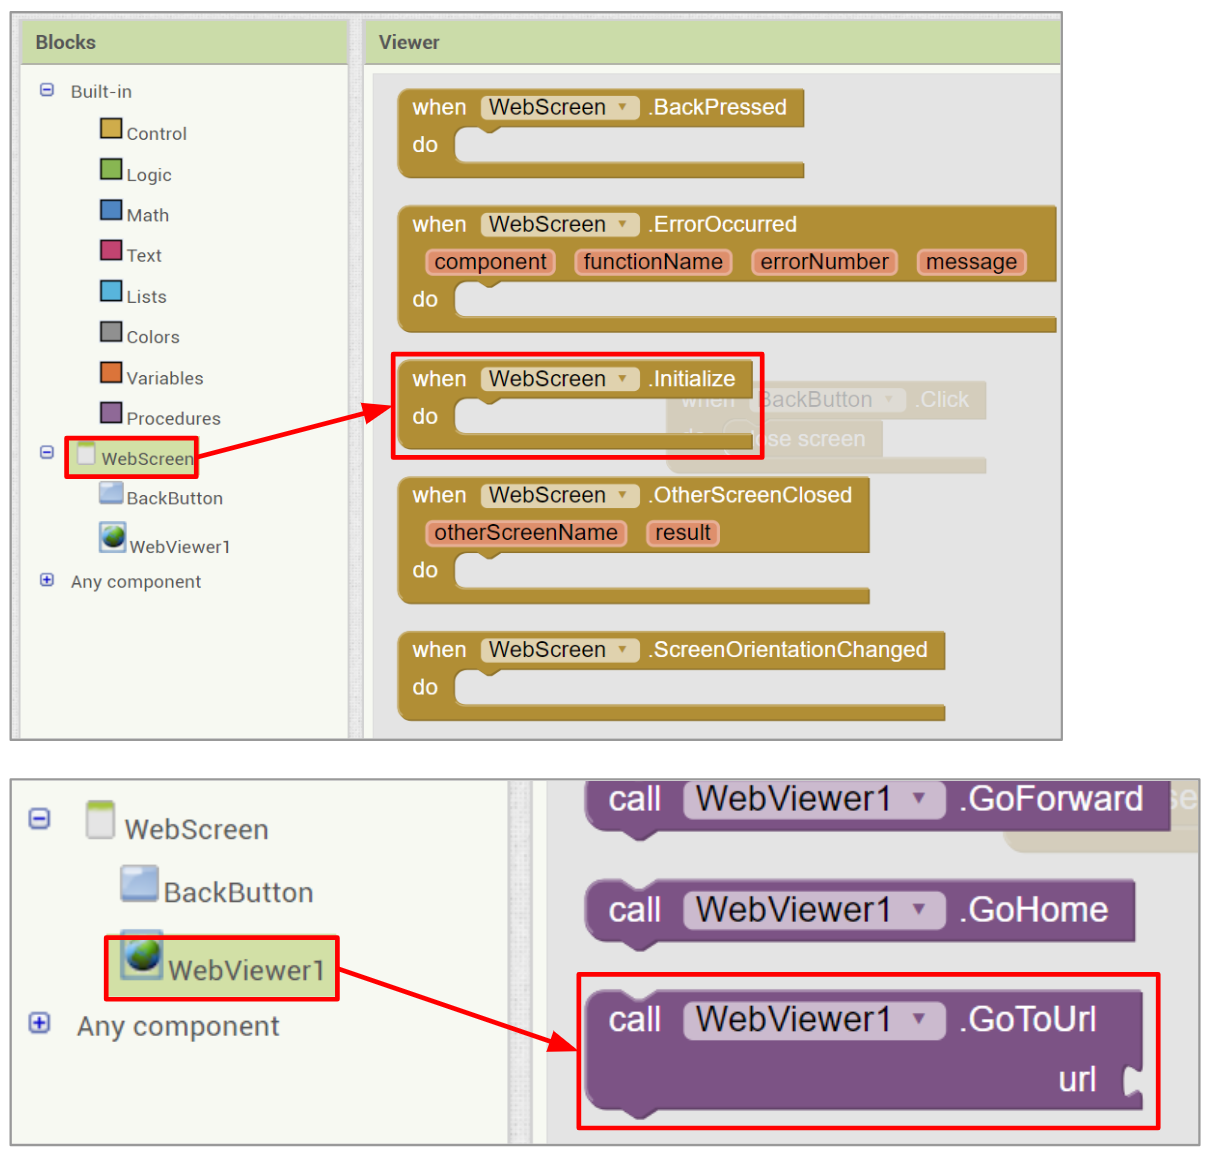 Blocks
Viewer
Built-in
Control
Logic
Math
Text
Lists
Colors
Variables
Procedures
WebScreen
BackButton
WebViewer1
Any component
when WebScreen .BackPressed
do
when WebScreen .ErrorOccurred
component functionName errorNumber message
do
when WebScreen .Initialize
do
when BackButton .Click
se screen
when WebScreen .OtherScreenClosed
otherScreenName result
do
when WebScreen .ScreenOrientationChanged
do
WebScreen
BackButton
WebViewer1
Any component
call WebViewer1 .GoForward
se
call WebViewer1 .GoHome
call WebViewer1 .GoToUrl
url